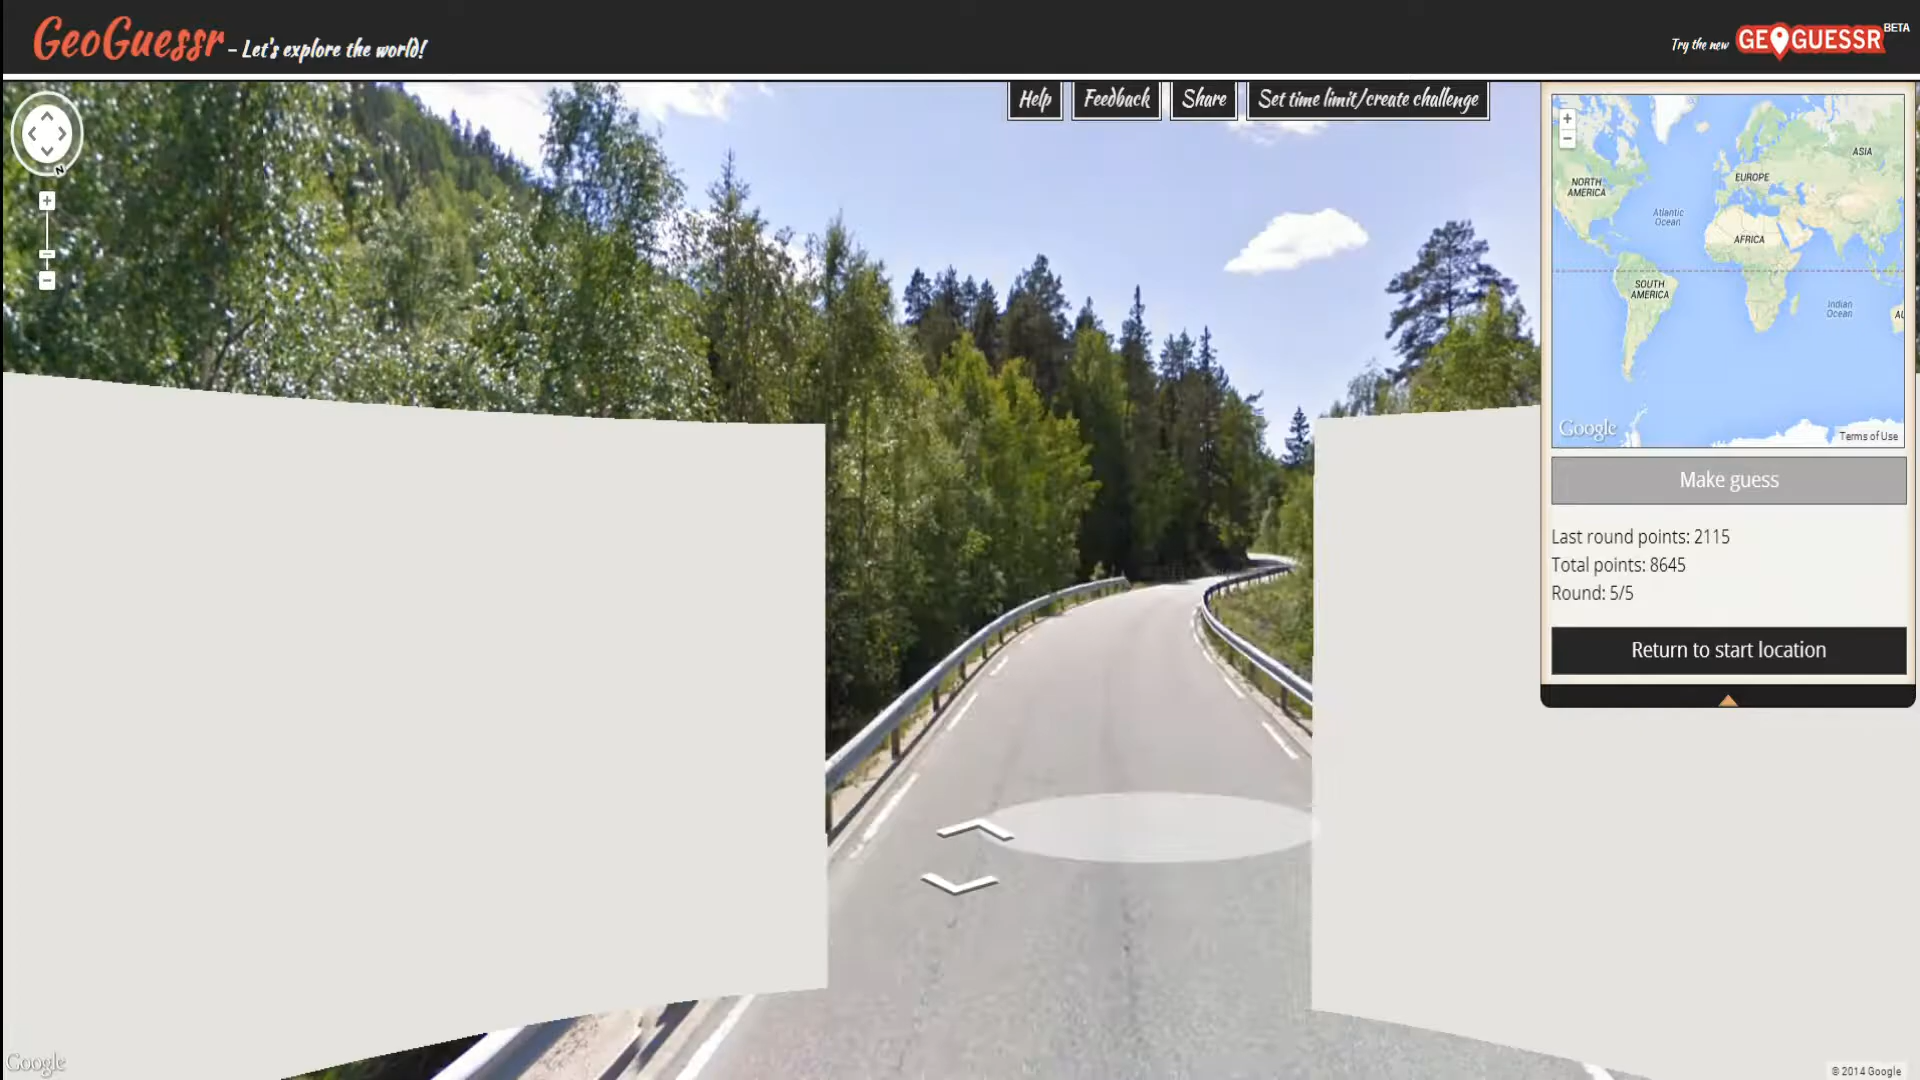 GeoGuessr – Let's explore the world!
Try the new GEOGUESSR BETA
Help
Feedback
Share
Set time limit/create challenge
N
+
−
+
−
NORTH AMERICA
EUROPE
ASIA
Atlantic Ocean
AFRICA
SOUTH AMERICA
Indian Ocean
AU
Google
Terms of Use
Make guess
Last round points: 2115
Total points: 8645
Round: 5/5
Return to start location
Google
© 2014 Google